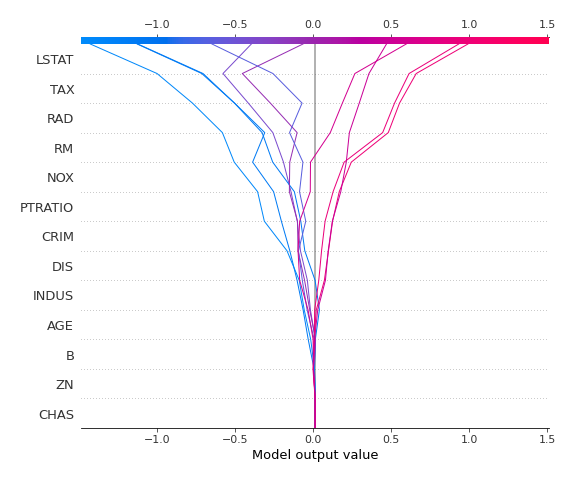 −1.0 −0.5 0.0 0.5 1.0 1.5
LSTAT
TAX
RAD
RM
NOX
PTRATIO
CRIM
DIS
INDUS
AGE
B
ZN
CHAS
−1.0 −0.5 0.0 0.5 1.0 1.5
Model output value